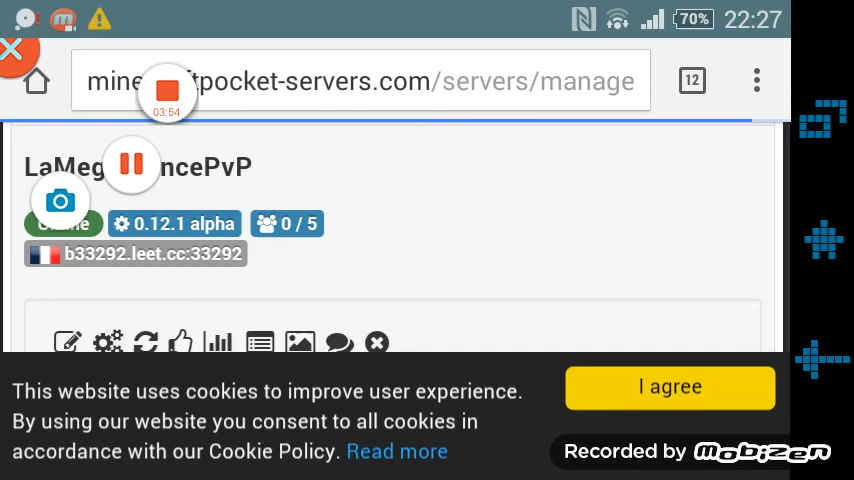 70% 22:27
mine tpocket-servers.com/servers/manage
12
03:54
LaMeg ncePvP
0.12.1 alpha 0 / 5
b33292.leet.cc:33292
This website uses cookies to improve user experience.
By using our website you consent to all cookies in
accordance with our Cookie Policy. Read more
I agree
Recorded by mobizen